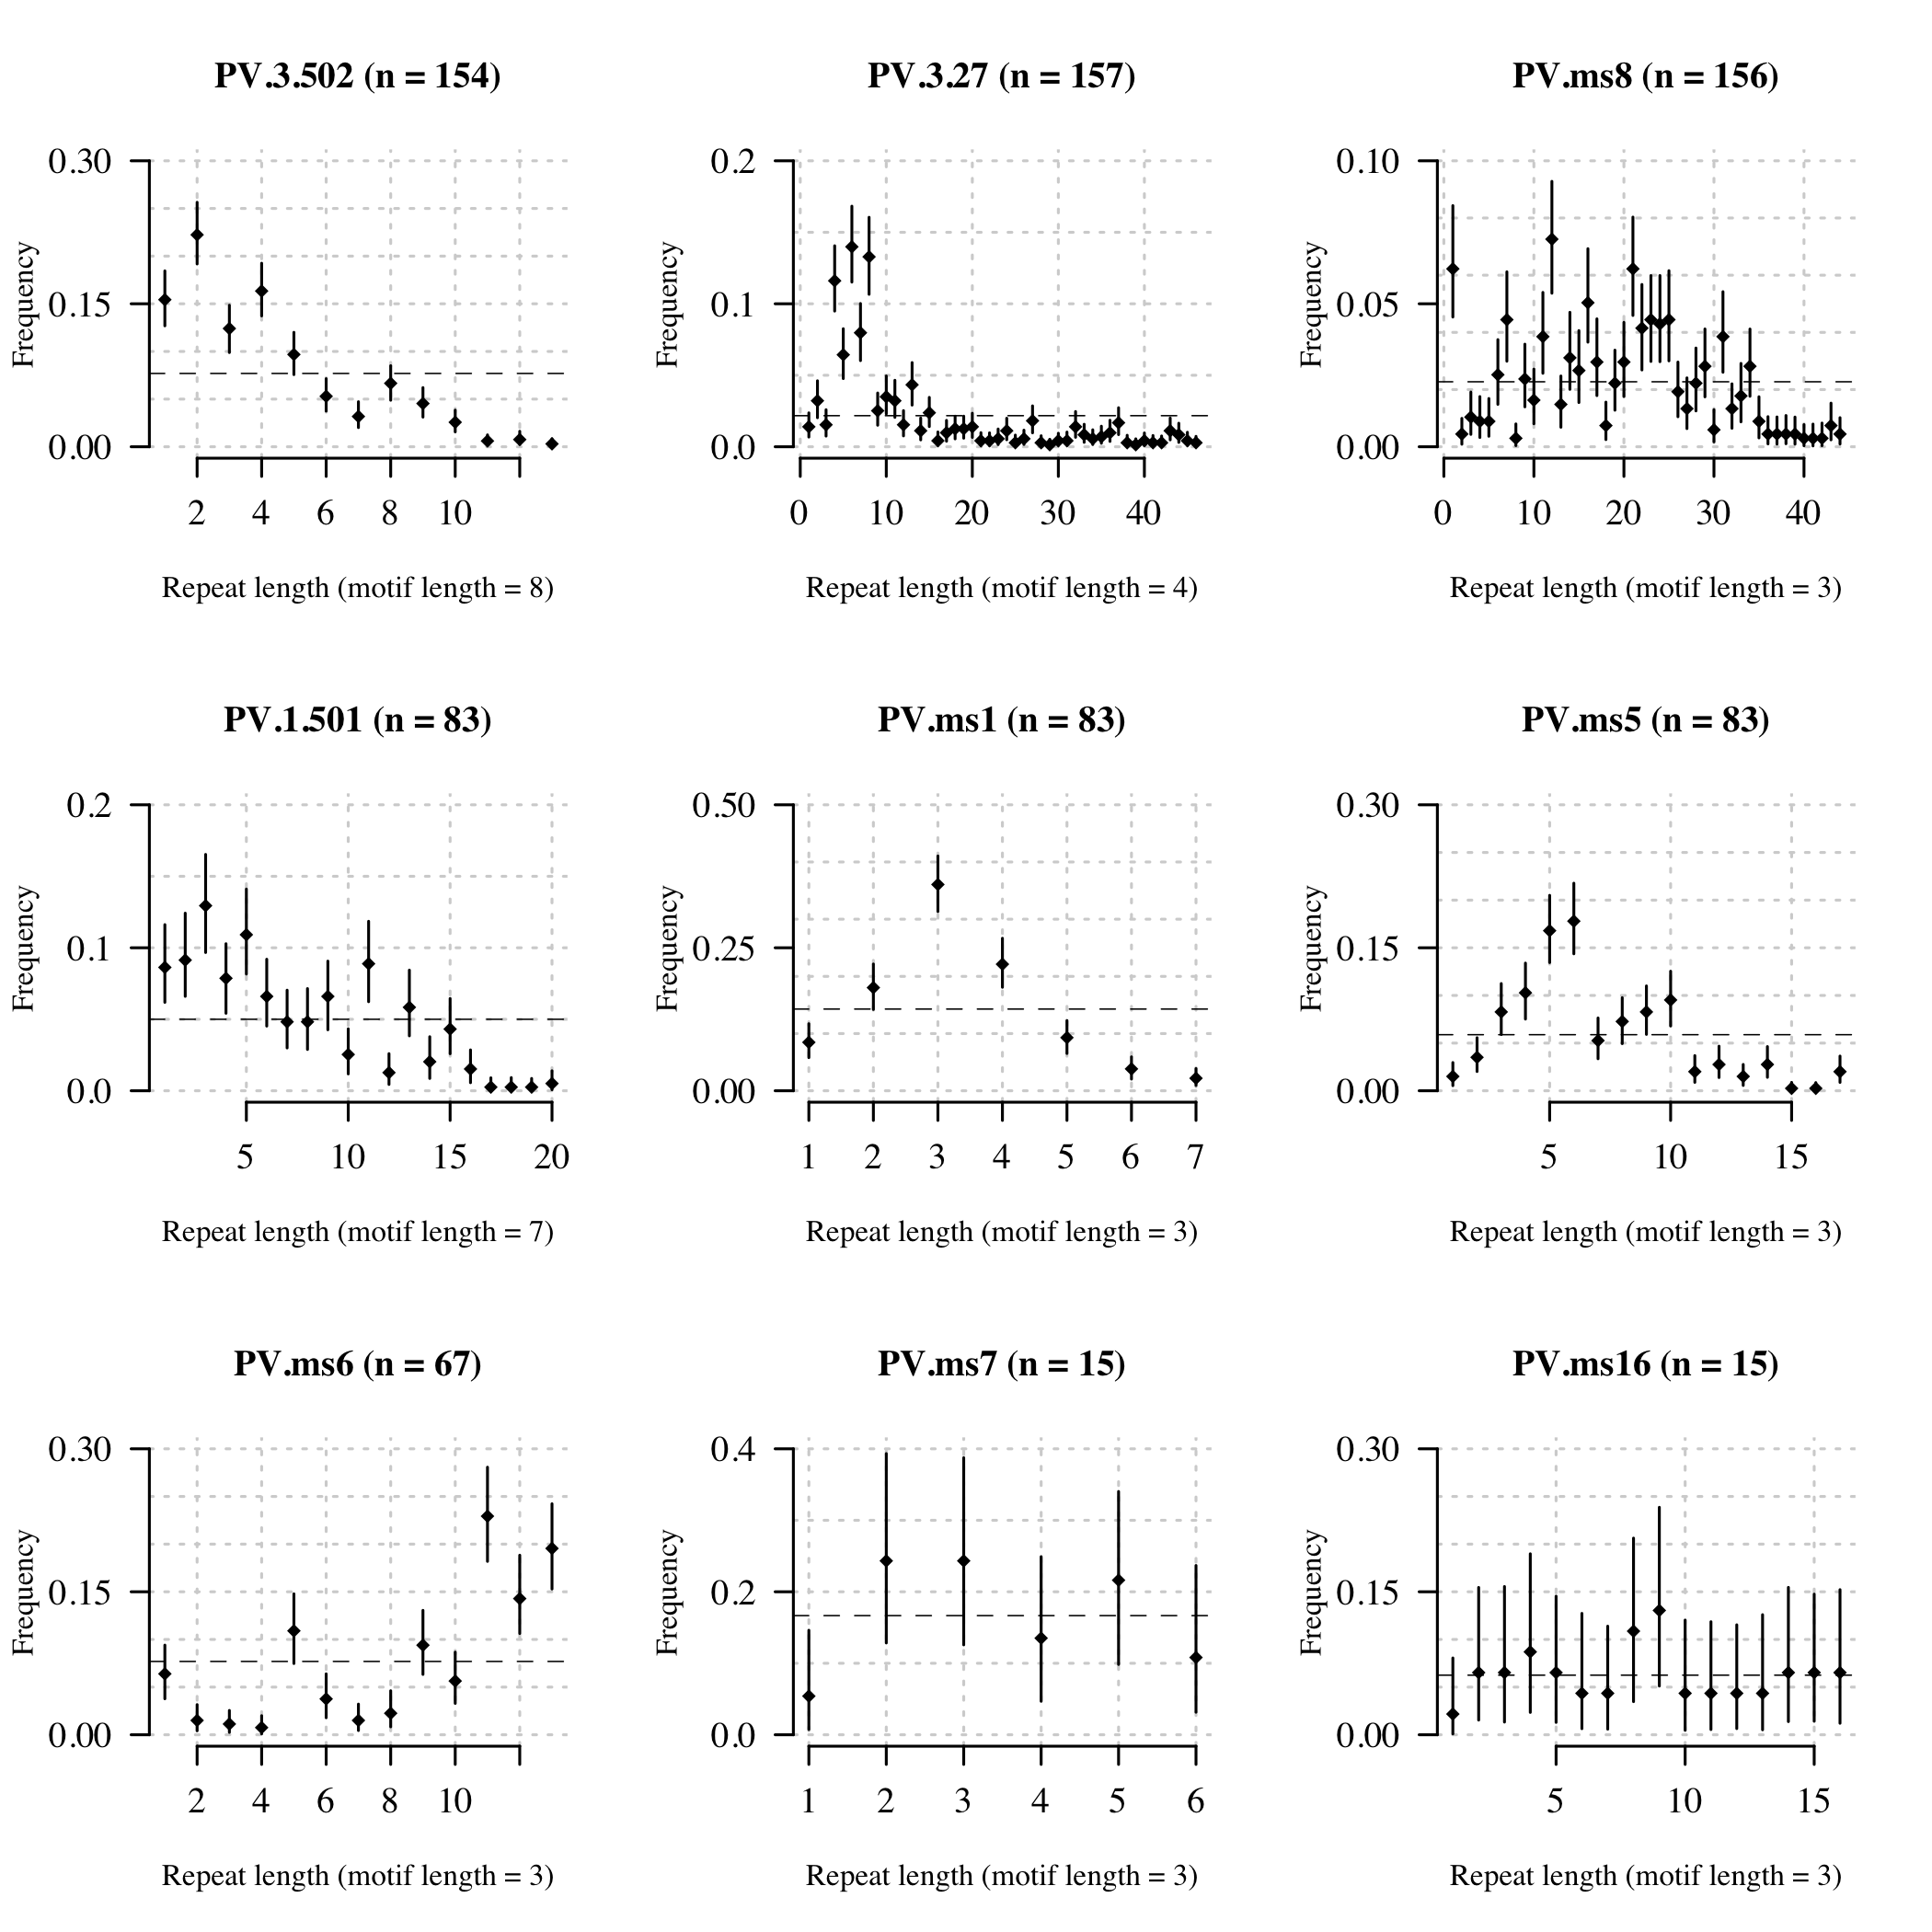 PV.3.502 (n = 154)
Frequency
0.30
0.15
0.00
2 4 6 8 10
Repeat length (motif length = 8)
PV.3.27 (n = 157)
Frequency
0.2
0.1
0.0
0 10 20 30 40
Repeat length (motif length = 4)
PV.ms8 (n = 156)
Frequency
0.10
0.05
0.00
0 10 20 30 40
Repeat length (motif length = 3)
PV.1.501 (n = 83)
Frequency
0.2
0.1
0.0
5 10 15 20
Repeat length (motif length = 7)
PV.ms1 (n = 83)
Frequency
0.50
0.25
0.00
1 2 3 4 5 6 7
Repeat length (motif length = 3)
PV.ms5 (n = 83)
Frequency
0.30
0.15
0.00
5 10 15
Repeat length (motif length = 3)
PV.ms6 (n = 67)
Frequency
0.30
0.15
0.00
2 4 6 8 10
Repeat length (motif length = 3)
PV.ms7 (n = 15)
Frequency
0.4
0.2
0.0
1 2 3 4 5 6
Repeat length (motif length = 3)
PV.ms16 (n = 15)
Frequency
0.30
0.15
0.00
5 10 15
Repeat length (motif length = 3)